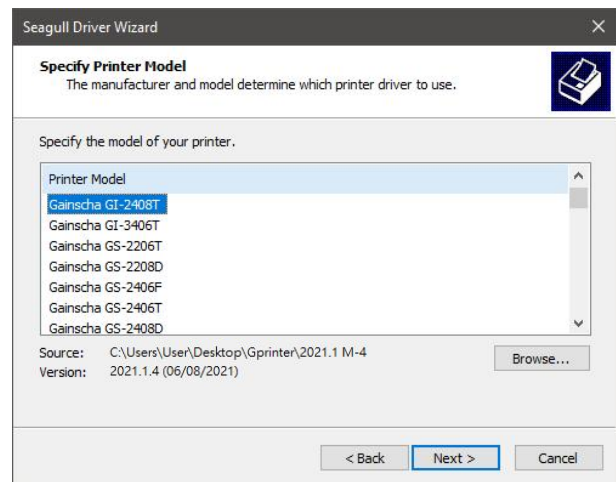 Seagull Driver Wizard
Specify Printer Model
The manufacturer and model determine which printer driver to use.
Specify the model of your printer.
Printer Model
Gainscha GI-2408T
Gainscha GI-3406T
Gainscha GS-2206T
Gainscha GS-2208D
Gainscha GS-2406F
Gainscha GS-2406T
Gainscha GS-2408D
Source: C:\Users\User\Desktop\Gprinter\2021.1 M-4
Browse...
Version: 2021.1.4 (06/08/2021)
< Back Next > Cancel